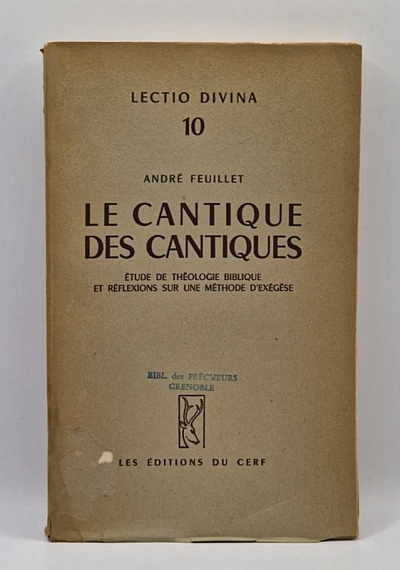 LECTIO DIVINA
10
ANDRÉ FEUILLET
LE CANTIQUE
DES CANTIQUES
ÉTUDE DE THÉOLOGIE BIBLIQUE
ET RÉFLEXIONS SUR UNE MÉTHODE D'EXÉGÈSE
BIBL. des PRÊCHEURS
GRENOBLE
LES ÉDITIONS DU CERF